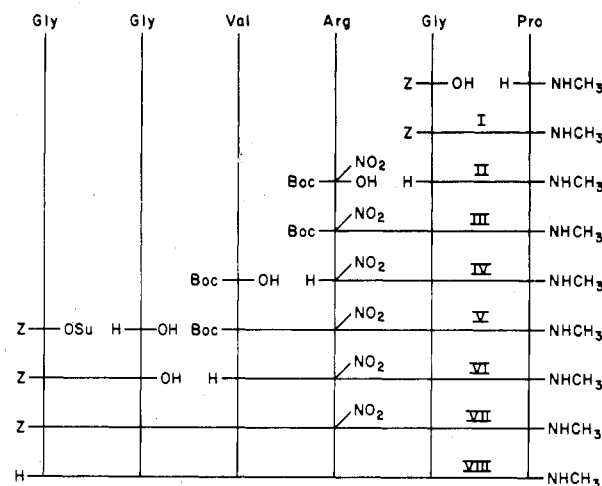 Gly Gly Val Arg Gly Pro
Z OH H NHCH3
I
Z NHCH3
NO2 II
Boc OH H NHCH3
NO2 III
Boc NHCH3
NO2 IV
Boc OH H NHCH3
NO2 V
Z OSu H OH Boc NHCH3
NO2 VI
Z OH H NHCH3
NO2 VII
Z NHCH3
VIII
H NHCH3